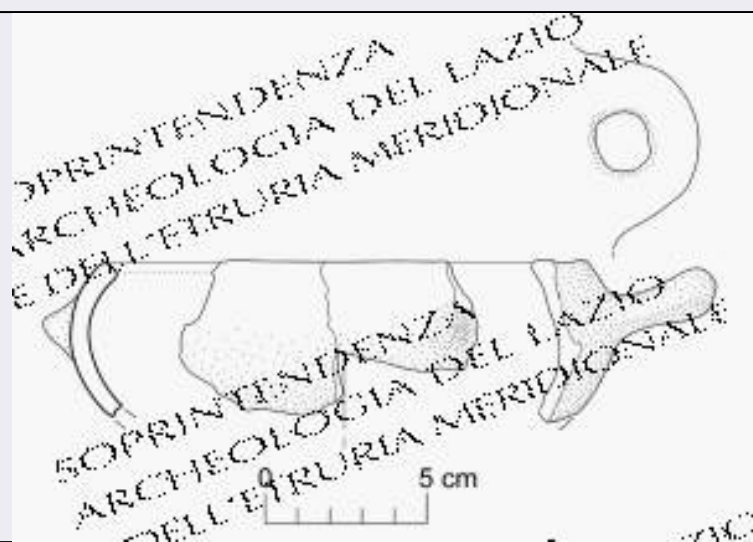 SOPRINTENDENZA
ARCHEOLOGIA DEL LAZIO
E DELL'ETRURIA MERIDIONALE
SOPRINTENDENZA
ARCHEOLOGIA DEL LAZIO
DELL'ETRURIA MERIDIONALE
0 5 cm